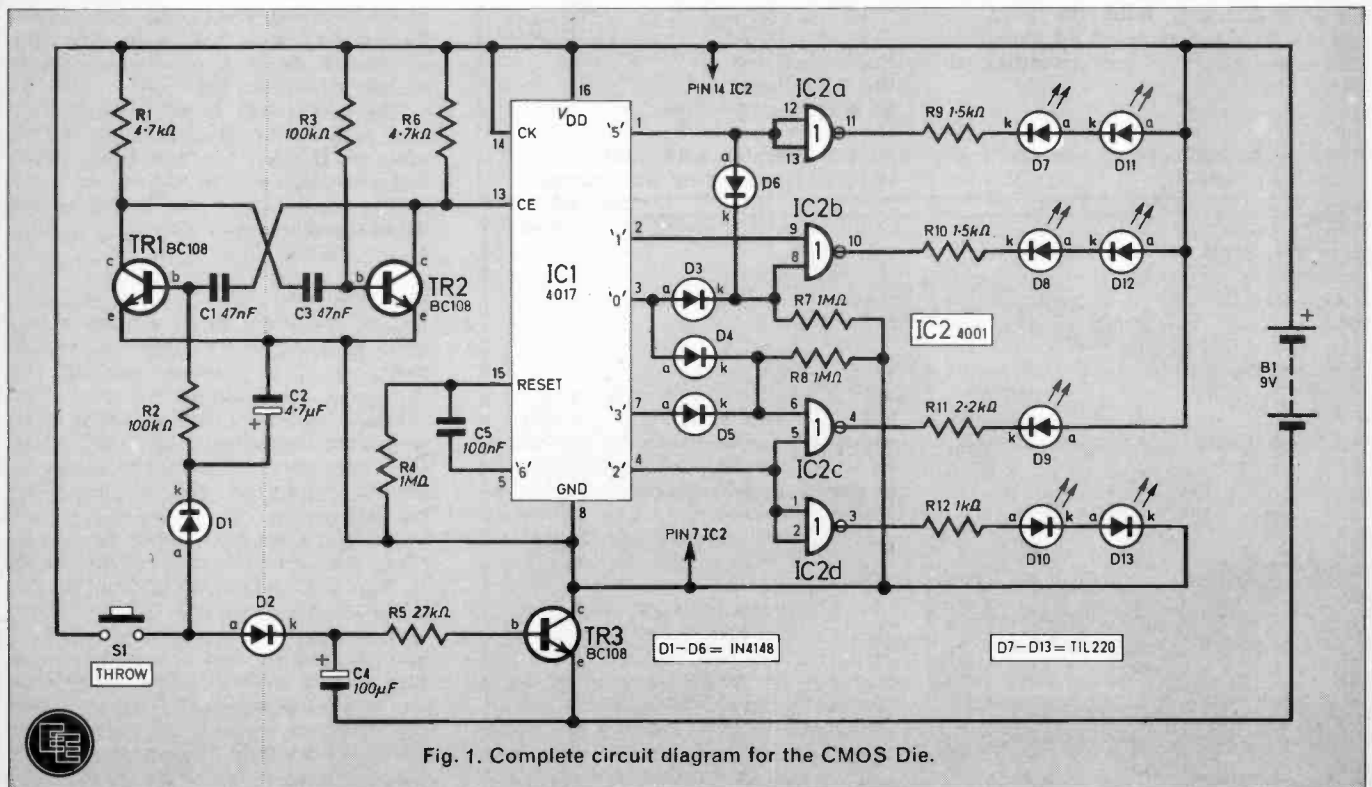 R1
4·7kΩ
R3
100kΩ
R6
4·7kΩ
TR1 BC108
c
b
e
C1 47nF
C3 47nF
b
c
e
TR2
BC108
R2
100kΩ
C2
4·7μF
+
k
D1
a
S1
THROW
a
D2
k
+
C4
100μF
R5 27kΩ
b
c
e
TR3
BC108
R4
1MΩ
C5
100nF
16
VDD
CK
14
13
CE
IC1
4017
15
RESET
'6'
5
GND
8
'5'
1
'1'
2
'0'
3
'3'
7
'2'
4
PIN 14 IC2
a
D6
k
D3
a
k
D4
a
k
a
k
D5
R7 1MΩ
R8 1MΩ
IC2a
12
13
1
11
IC2b
9
8
1
10
IC2 4001
6
5
1
4
IC2c
1
2
1
3
IC2d
PIN 7 IC2
R9 1·5kΩ
k
a
k
a
D7
D11
R10 1·5kΩ
k
a
k
a
D8
D12
R11 2·2kΩ
k
a
D9
R12 1kΩ
a
k
a
k
D10
D13
+
B1
9V
D1–D6= IN4148
D7–D13=TIL220
EE
Fig. 1. Complete circuit diagram for the CMOS Die.